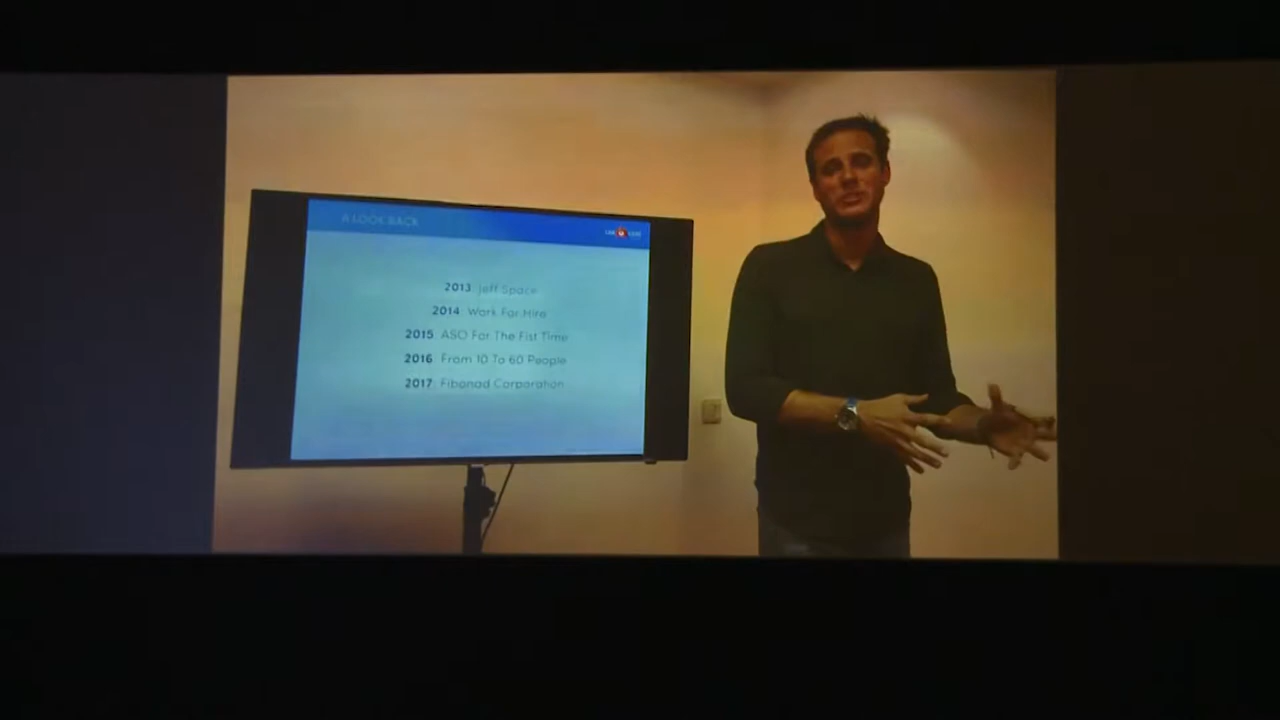 A LOOK BACK
2013: Jeff Space
2014: Work For Hire
2015: ASO For The Fist Time
2016: From 10 To 60 People
2017: Fibonad Corporation